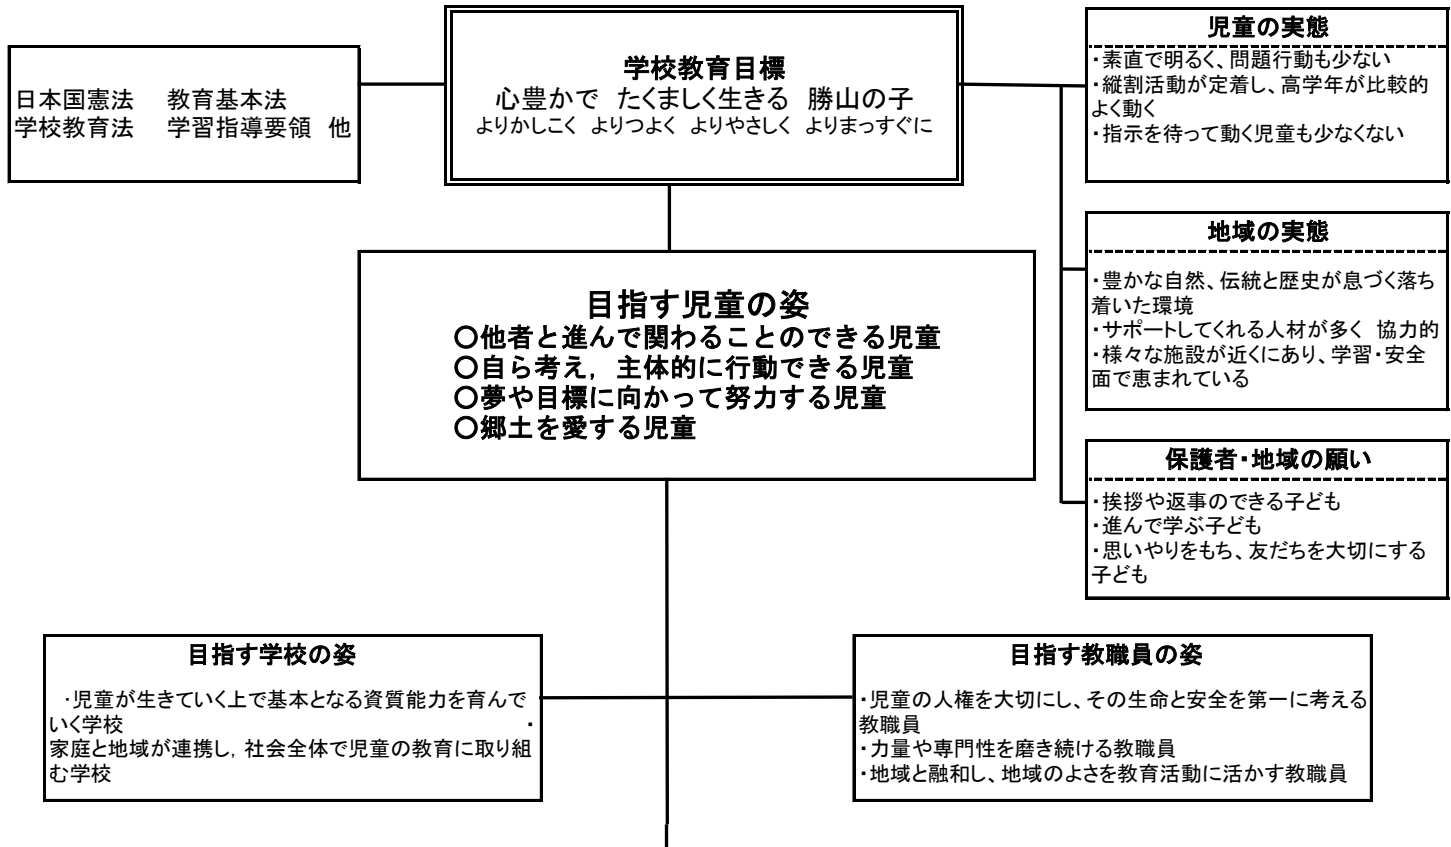 日本国憲法　教育基本法
学校教育法　学習指導要領　他
学校教育目標
心豊かで　たくましく生きる　勝山の子
よりかしこく よりつよく よりやさしく よりまっすぐに
児童の実態
・素直で明るく、問題行動も少ない
・縦割活動が定着し、高学年が比較的
よく動く
・指示を待って動く児童も少なくない
地域の実態
・豊かな自然、伝統と歴史が息づく落ち
着いた環境
・サポートしてくれる人材が多く 協力的
・様々な施設が近くにあり、学習・安全
面で恵まれている
目指す児童の姿
○他者と進んで関わることのできる児童
○自ら考え，主体的に行動できる児童
○夢や目標に向かって努力する児童
○郷土を愛する児童
保護者・地域の願い
・挨拶や返事のできる子ども
・進んで学ぶ子ども
・思いやりをもち、友だちを大切にする
子ども
目指す学校の姿
・児童が生きていく上で基本となる資質能力を育んで
いく学校　・
家庭と地域が連携し，社会全体で児童の教育に取り組
む学校
目指す教職員の姿
・児童の人権を大切にし、その生命と安全を第一に考える
教職員
・力量や専門性を磨き続ける教職員
・地域と融和し、地域のよさを教育活動に活かす教職員